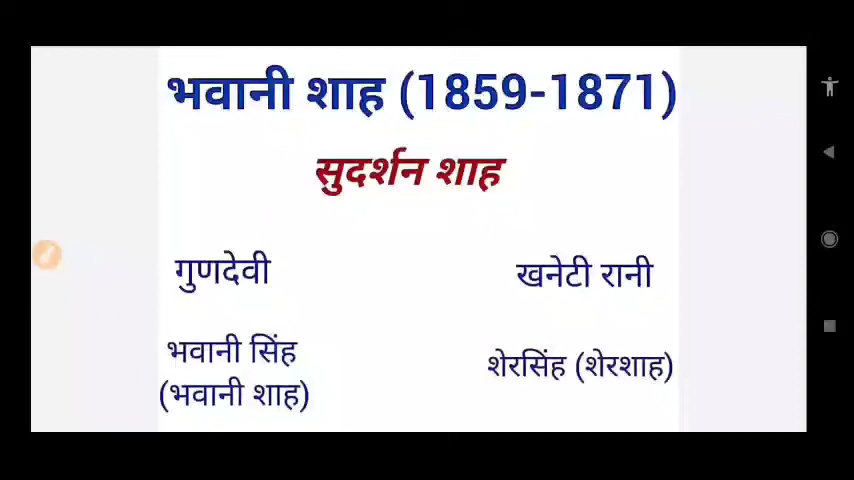 भवानी शाह (1859-1871)
सुदर्शन शाह
गुणदेवी
खनेटी रानी
भवानी सिंह
(भवानी शाह)
शेरसिंह (शेरशाह)